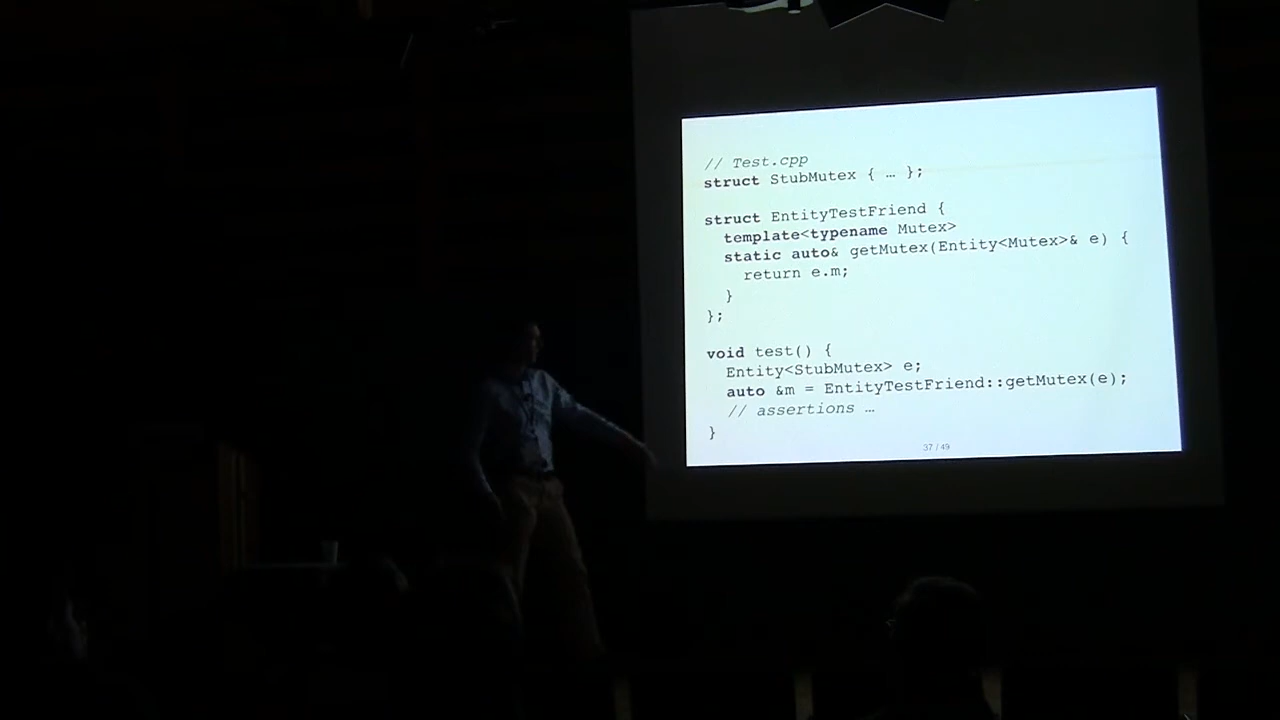 // Test.cpp
struct StubMutex { … };
struct EntityTestFriend {
template<typename Mutex>
static auto& getMutex(Entity<Mutex>& e) {
return e.m;
}
};
void test() {
Entity<StubMutex> e;
auto &m = EntityTestFriend::getMutex(e);
// assertions …
}
37 / 49